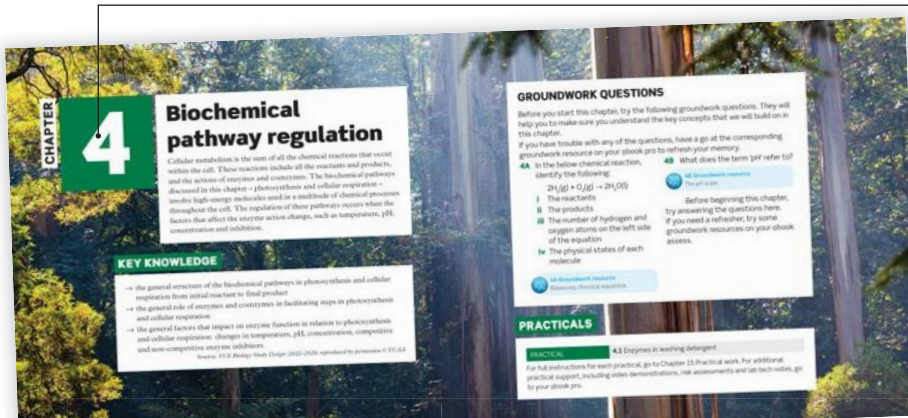 CHAPTER
4
Biochemical
pathway regulation
Cellular metabolism is the sum of all the chemical reactions that occur
within the cell. These reactions include all the reactants and products,
and the actions of enzymes and coenzymes. The biochemical pathways
discussed in this chapter – photosynthesis and cellular respiration –
involve high-energy molecules used in a multitude of chemical processes
throughout the cell. The regulation of these pathways occurs when the
factors that affect the enzyme action change, such as temperature, pH,
concentration and inhibition.
KEY KNOWLEDGE
→ the general structure of the biochemical pathways in photosynthesis and cellular
respiration from initial reactant to final product
→ the general role of enzymes and coenzymes in facilitating steps in photosynthesis
and cellular respiration
→ the general factors that impact on enzyme function in relation to photosynthesis
and cellular respiration: changes in temperature, pH, concentration, competitive
and non-competitive enzyme inhibitors
Source: VCE Biology Study Design (2022–2026) reproduced by permission © VCAA
GROUNDWORK QUESTIONS
Before you start this chapter, try the following groundwork questions. They will
help you to make sure you understand the key concepts that we will build on in
this chapter.
If you have trouble with any of the questions, have a go at the corresponding
groundwork resource on your obook pro to refresh your memory.
4A In the below chemical reaction,
identify the following:
2H₂(g) + O₂(g) → 2H₂O(l)
i The reactants
ii The products
iii The number of hydrogen and
oxygen atoms on the left side
of the equation
iv The physical states of each
molecule
4A Groundwork resource
Balancing chemical equations
4B What does the term 'pH' refer to?
4B Groundwork resource
The pH scale
Before beginning this chapter,
try answering the questions here.
If you need a refresher, try some
groundwork resources on your obook
assess.
PRACTICALS
PRACTICAL 4.1 Enzymes in washing detergent
For full instructions for each practical, go to Chapter 15 Practical work. For additional
practical support, including video demonstrations, risk assessments and lab tech notes, go
to your obook pro.